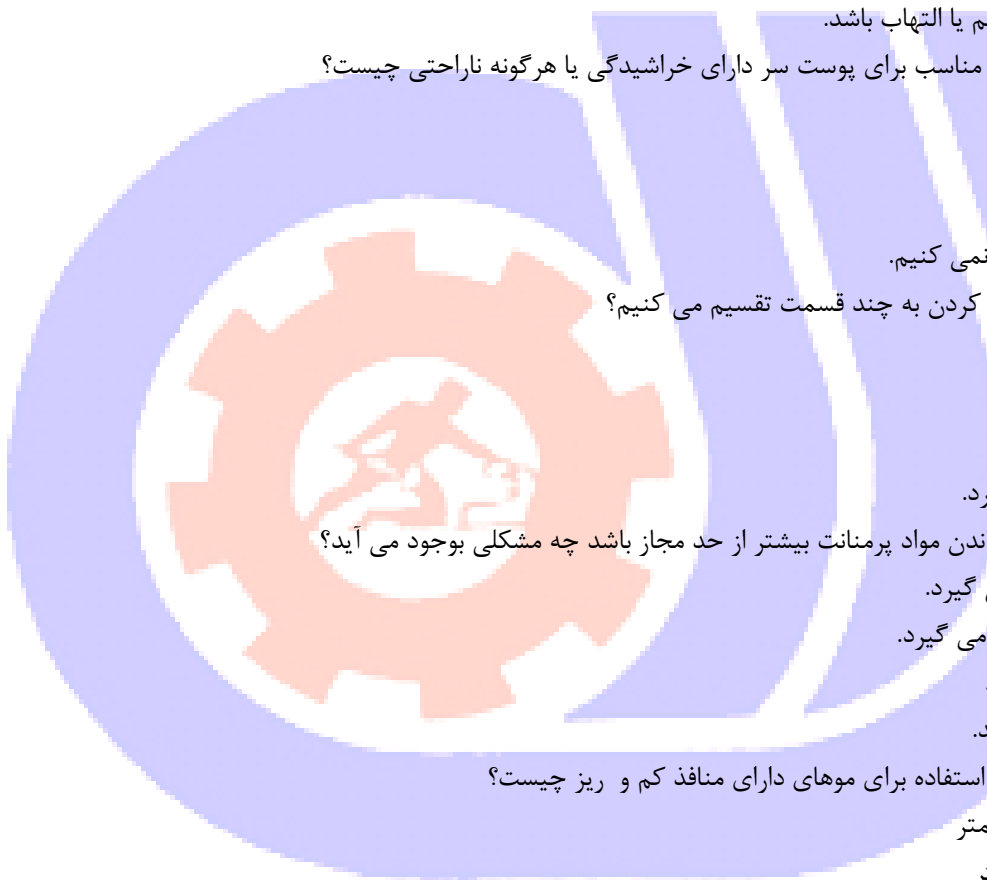 م یا التهاب باشد.
مناسب برای پوست سر دارای خراشیدگی یا هرگونه ناراحتی چیست؟
نمی کنیم.
کردن به چند قسمت تقسیم می کنیم؟
رد.
ندن مواد پرمنانت بیشتر از حد مجاز باشد چه مشکلی بوجود می آید؟
گیرد.
می گیرد.
د.
استفاده برای موهای دارای منافذ کم و ریز چیست؟
متر